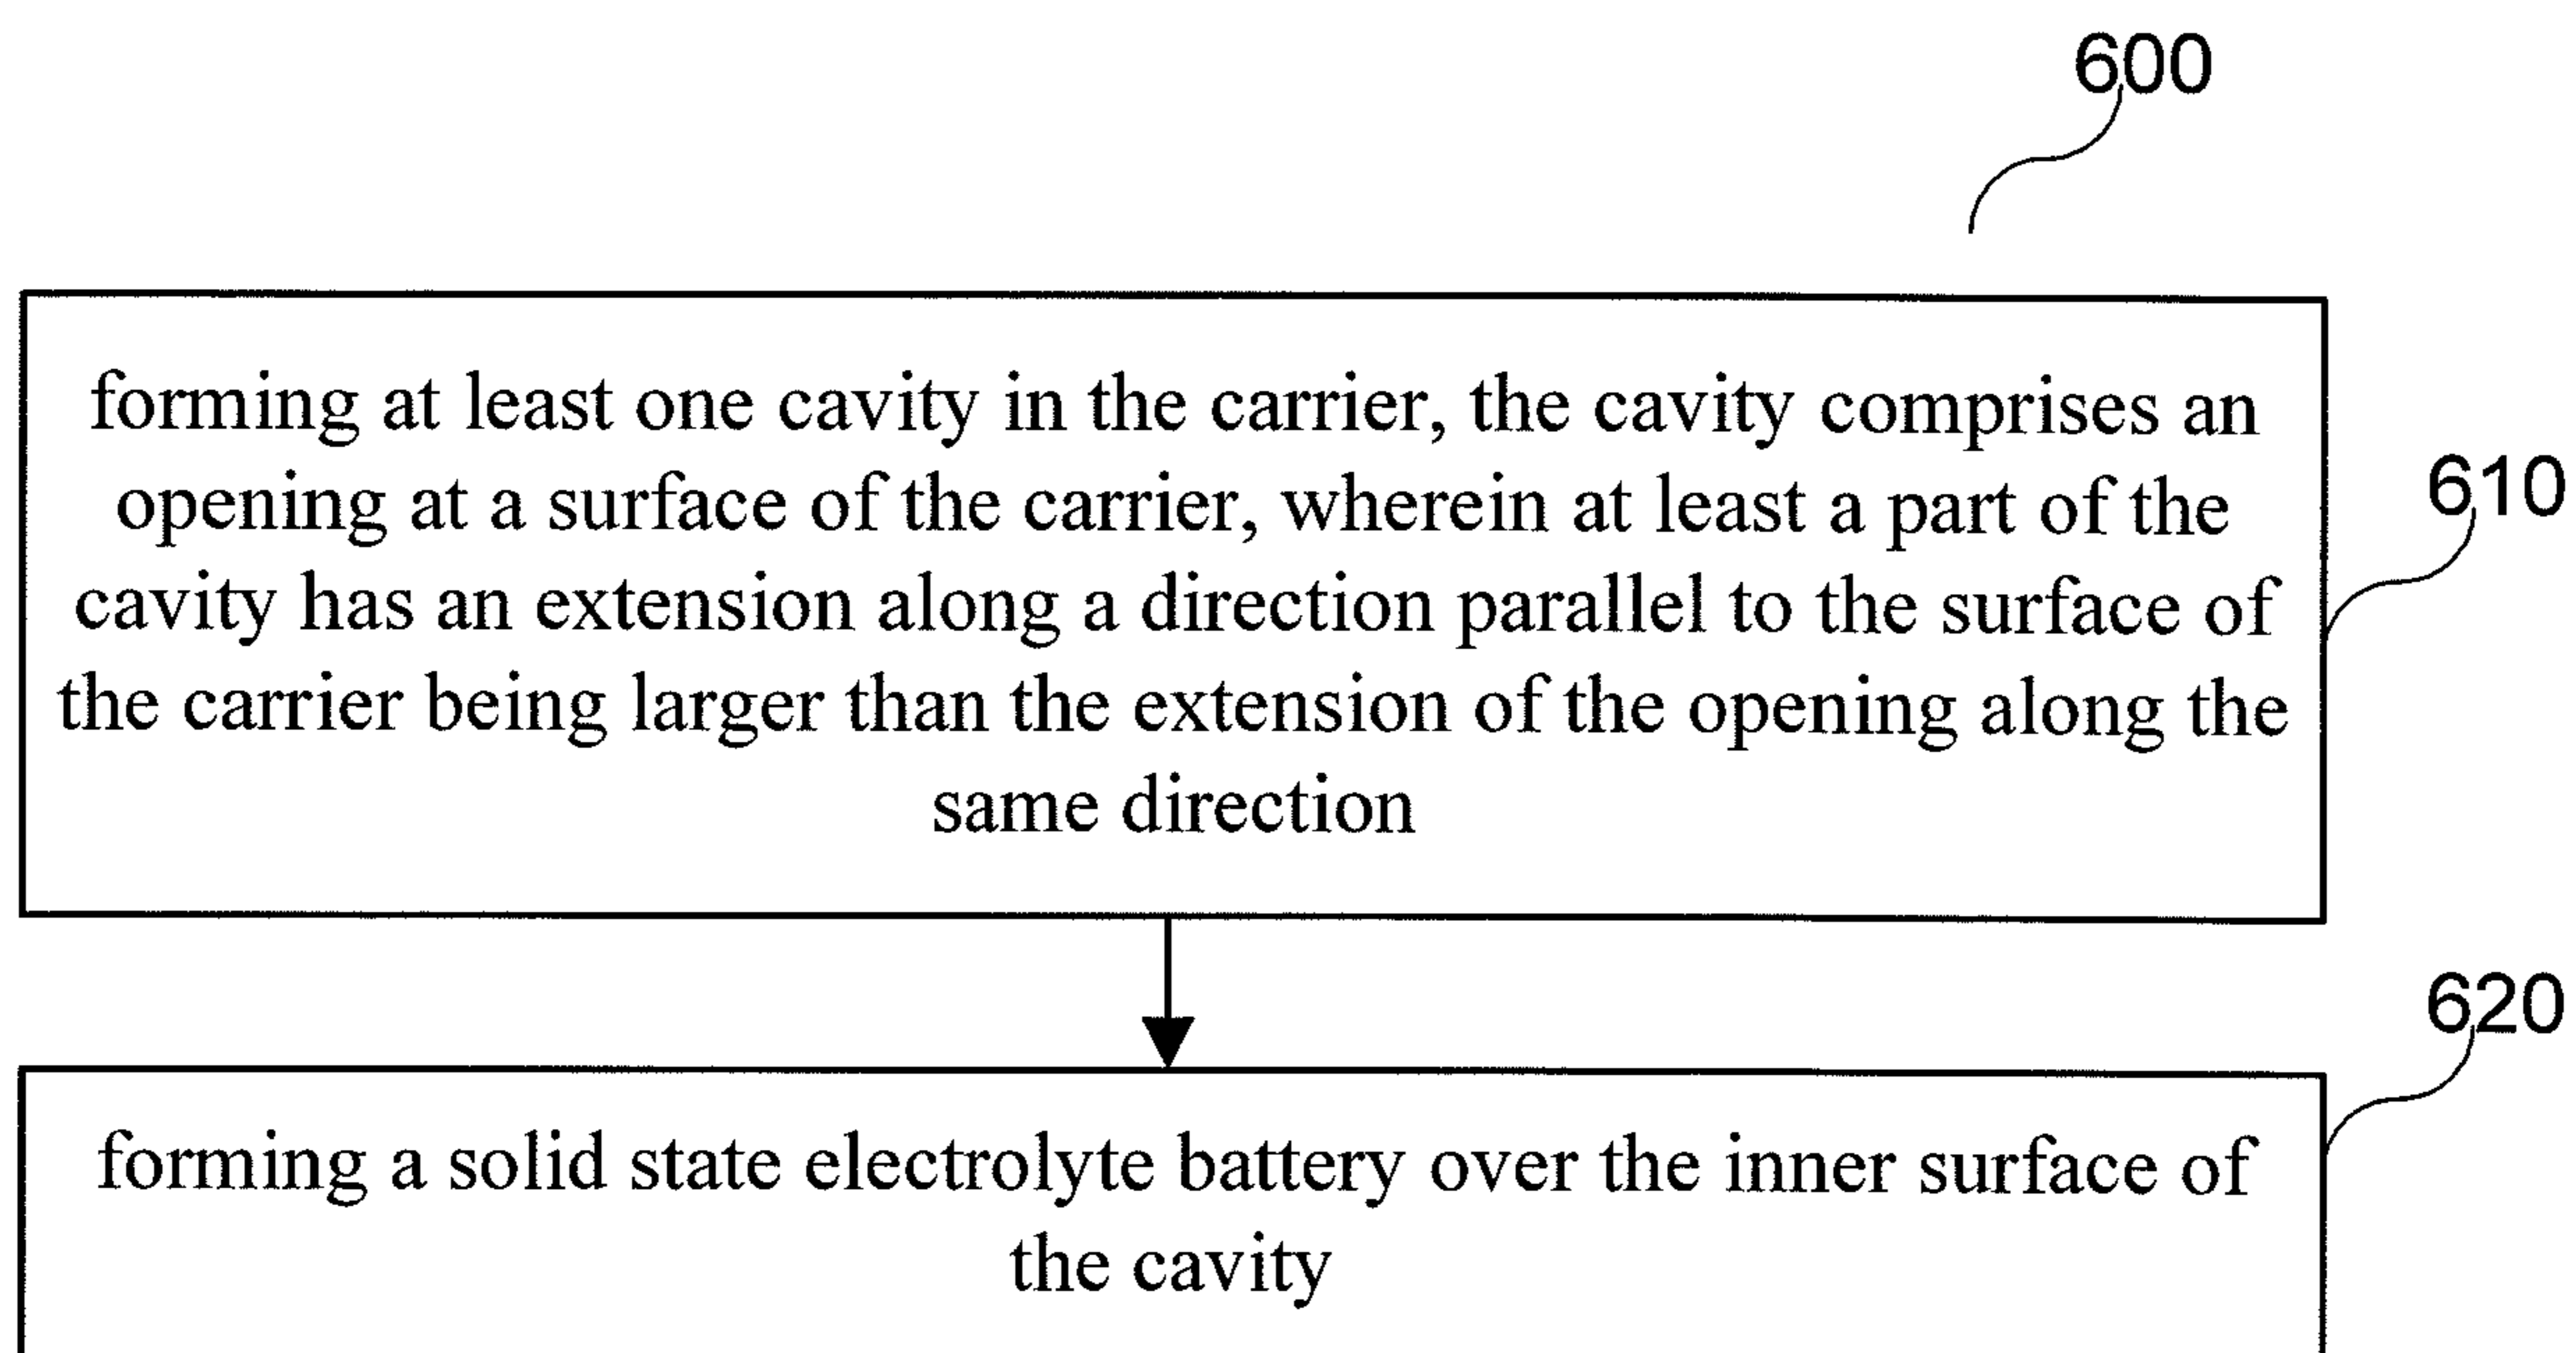 600
forming at least one cavity in the carrier, the cavity comprises an
opening at a surface of the carrier, wherein at least a part of the
cavity has an extension along a direction parallel to the surface of
the carrier being larger than the extension of the opening along the
same direction
610
620
forming a solid state electrolyte battery over the inner surface of
the cavity